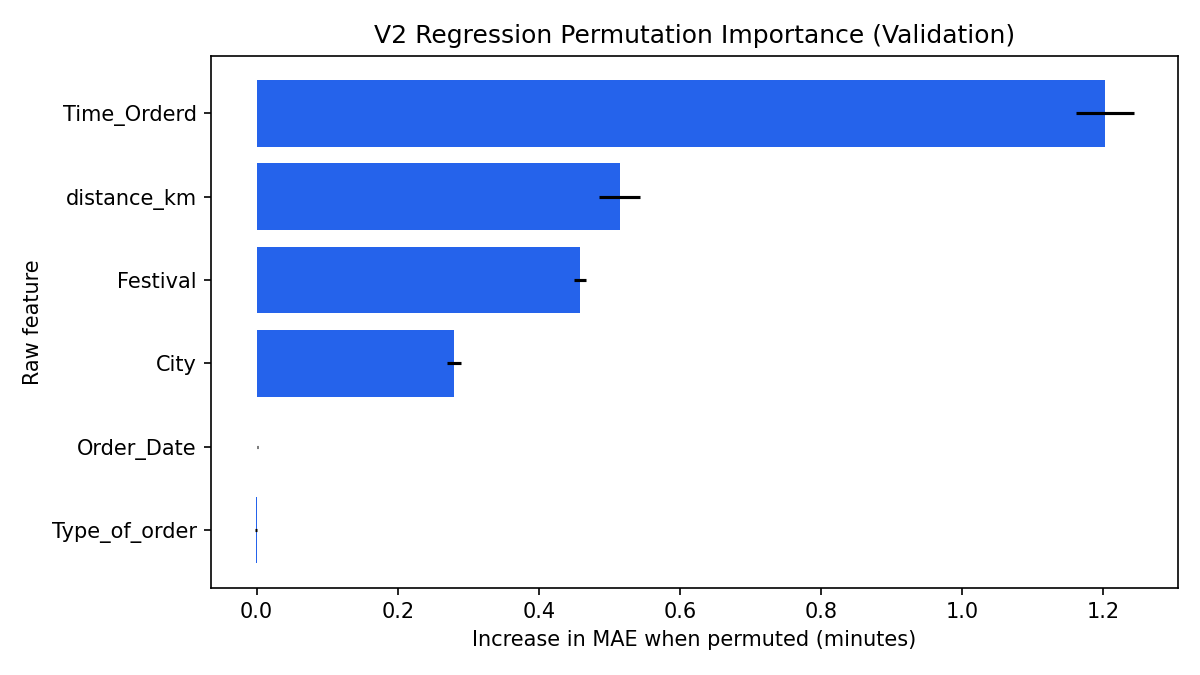 V2 Regression Permutation Importance (Validation)
Raw feature
Time_Orderd
distance_km
Festival
City
Order_Date
Type_of_order
0.0 0.2 0.4 0.6 0.8 1.0 1.2
Increase in MAE when permuted (minutes)